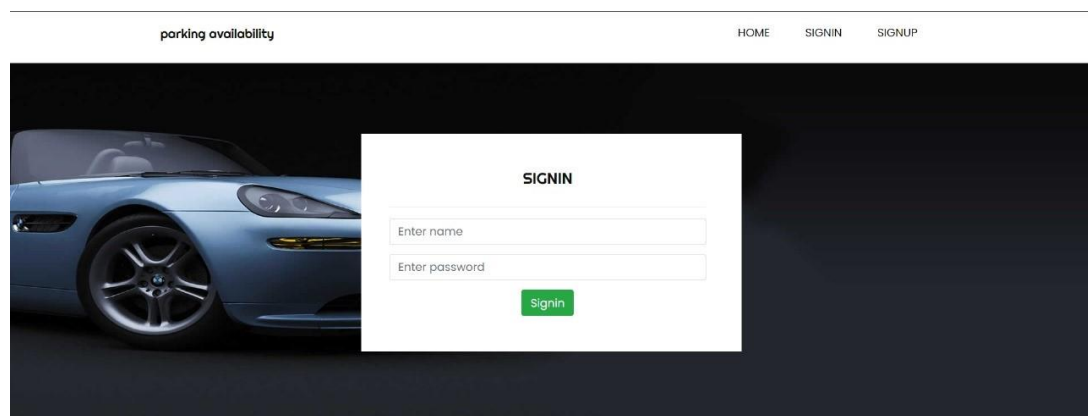 parking availability
HOME SIGNIN SIGNUP
SIGNIN
Enter name
Enter password
Signin